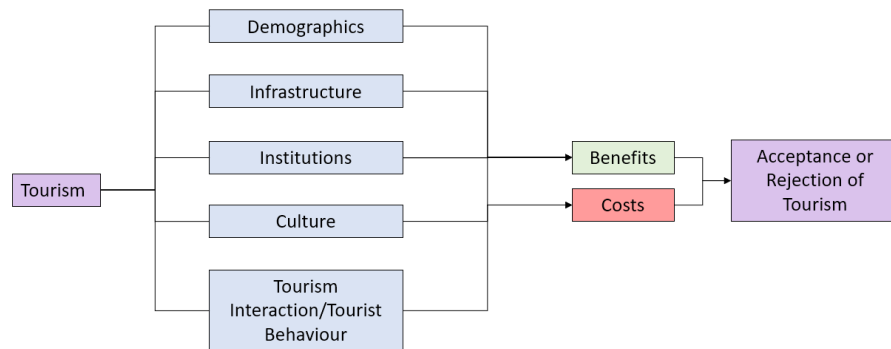 Demographics
Infrastructure
Institutions
Tourism
Culture
Tourism
Interaction/Tourist
Behaviour
Benefits
Costs
Acceptance or
Rejection of
Tourism